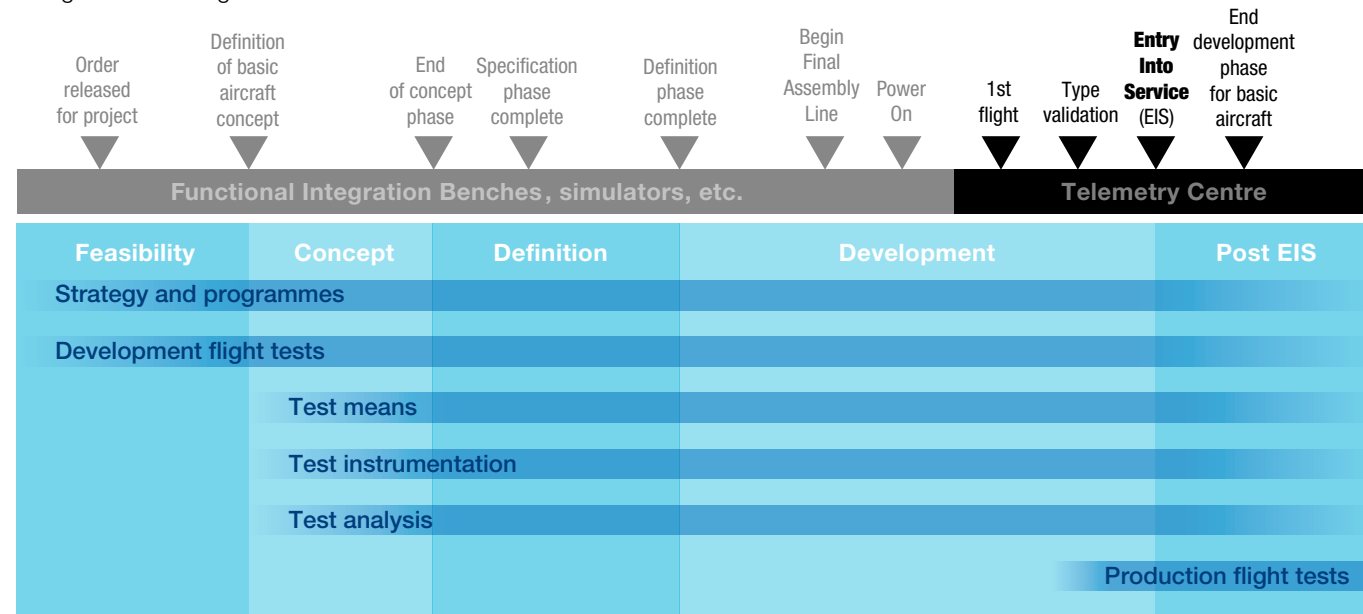 Order
released
for project
Definition
of basic
aircraft
concept
End
of concept
phase
Specification
phase
complete
Definition
phase
complete
Begin
Final
Assembly
Line
Power
On
1st
flight
Type
validation
Entry
Into
Service
(EIS)
End
development
phase
for basic
aircraft
Functional Integration Benches, simulators, etc.
Telemetry Centre
Feasibility
Concept
Definition
Development
Post EIS
Strategy and programmes
Development flight tests
Test means
Test instrumentation
Test analysis
Production flight tests